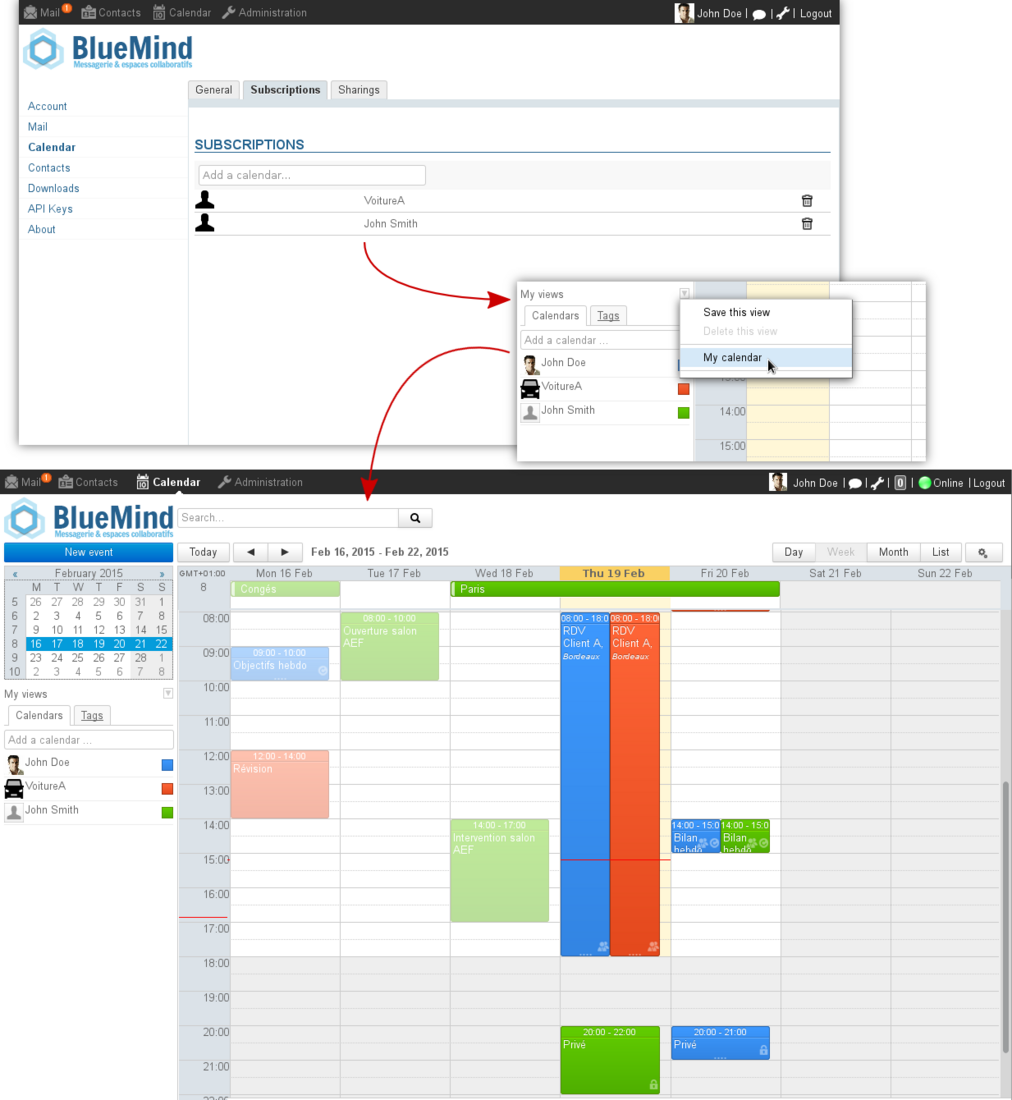 Mail ! Contacts Calendar Administration John Doe | | | Logout
BlueMind
Messagerie & espaces collaboratifs
General Subscriptions Sharings
Account
Mail
Calendar
Contacts
Downloads
API Keys
About
SUBSCRIPTIONS
Add a calendar...
VoitureA
John Smith
My views
Calendars Tags
Add a calendar ...
John Doe
VoitureA
John Smith
Save this view
Delete this view
My calendar
14:00
15:00
Mail ! Contacts Calendar Administration John Doe | | | 0 | Online | Logout
BlueMind
Messagerie & espaces collaboratifs
Search...
New event
Today ◄ ► Feb 16, 2015 - Feb 22, 2015 Day Week Month List
« February 2015 »
M T W T F S S
5 26 27 28 29 30 31 1
6 2 3 4 5 6 7 8
7 9 10 11 12 13 14 15
8 16 17 18 19 20 21 22
9 23 24 25 26 27 28 1
10 2 3 4 5 6 7 8
My views
Calendars Tags
Add a calendar ...
John Doe
VoitureA
John Smith
GMT+01:00 Mon 16 Feb Tue 17 Feb Wed 18 Feb Thu 19 Feb Fri 20 Feb Sat 21 Feb Sun 22 Feb
8 Congés Paris
08:00
09:00
10:00
11:00
12:00
13:00
14:00
15:00
16:00
17:00
18:00
19:00
20:00
21:00
09:00 - 10:00
Objectifs hebdo
12:00 - 14:00
Révision
08:00 - 10:00
Ouverture salon
AEF
14:00 - 17:00
Intervention salon
AEF
08:00 - 18:0
RDV
Client A,
Bordeaux
08:00 - 18:0
RDV
Client A,
Bordeaux
20:00 - 22:00
Privé
14:00 - 15:0
Bilan
hebdo
14:00 - 15:0
Bilan
hebdo
20:00 - 21:00
Privé